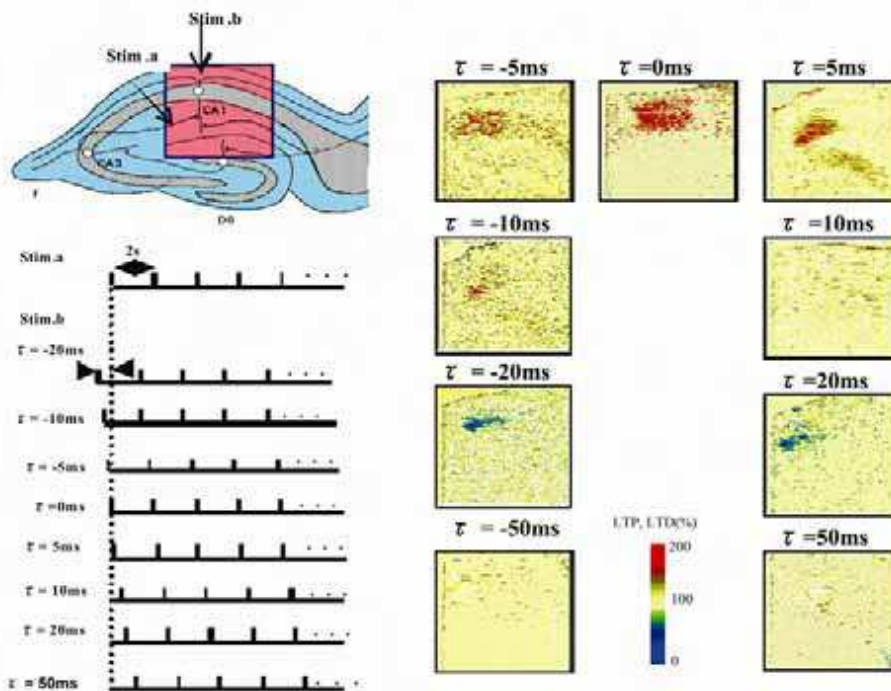 Stim.b
Stim.a
CA1
CA3
DG
τ = -5ms
τ =0ms
τ =5ms
τ = -10ms
τ =10ms
τ = -20ms
τ =20ms
τ = -50ms
τ =50ms
LTP, LTD(%)
200
100
0
2s
Stim.a
Stim.b
τ = -20ms
τ = -10ms
τ = -5ms
τ =0ms
τ = 5ms
τ = 10ms
τ = 20ms
τ = 50ms